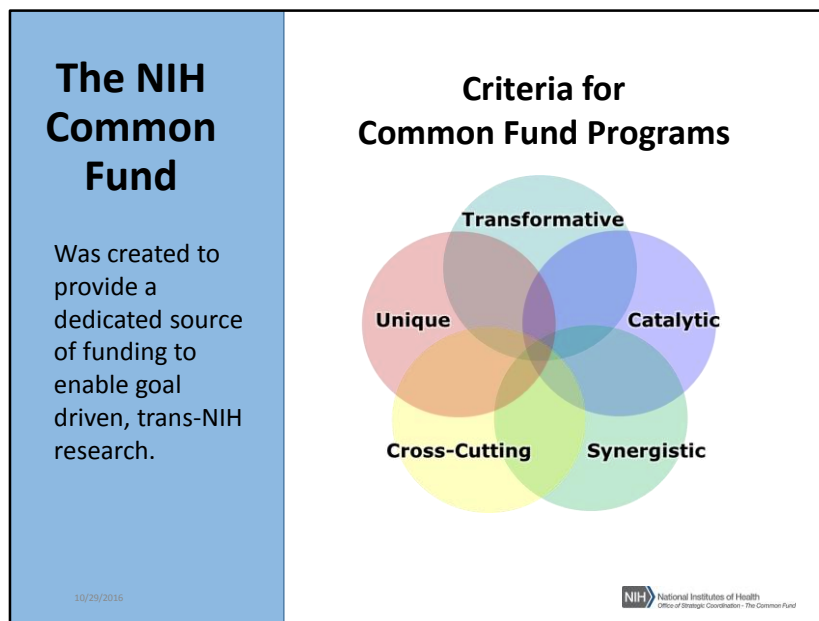 The NIH
Common
Fund
Was created to
provide a
dedicated source
of funding to
enable goal
driven, trans-NIH
research.
10/29/2016
Criteria for
Common Fund Programs
Transformative
Unique
Catalytic
Cross-Cutting
Synergistic
NIH
National Institutes of Health
Office of Strategic Coordination - The Common Fund